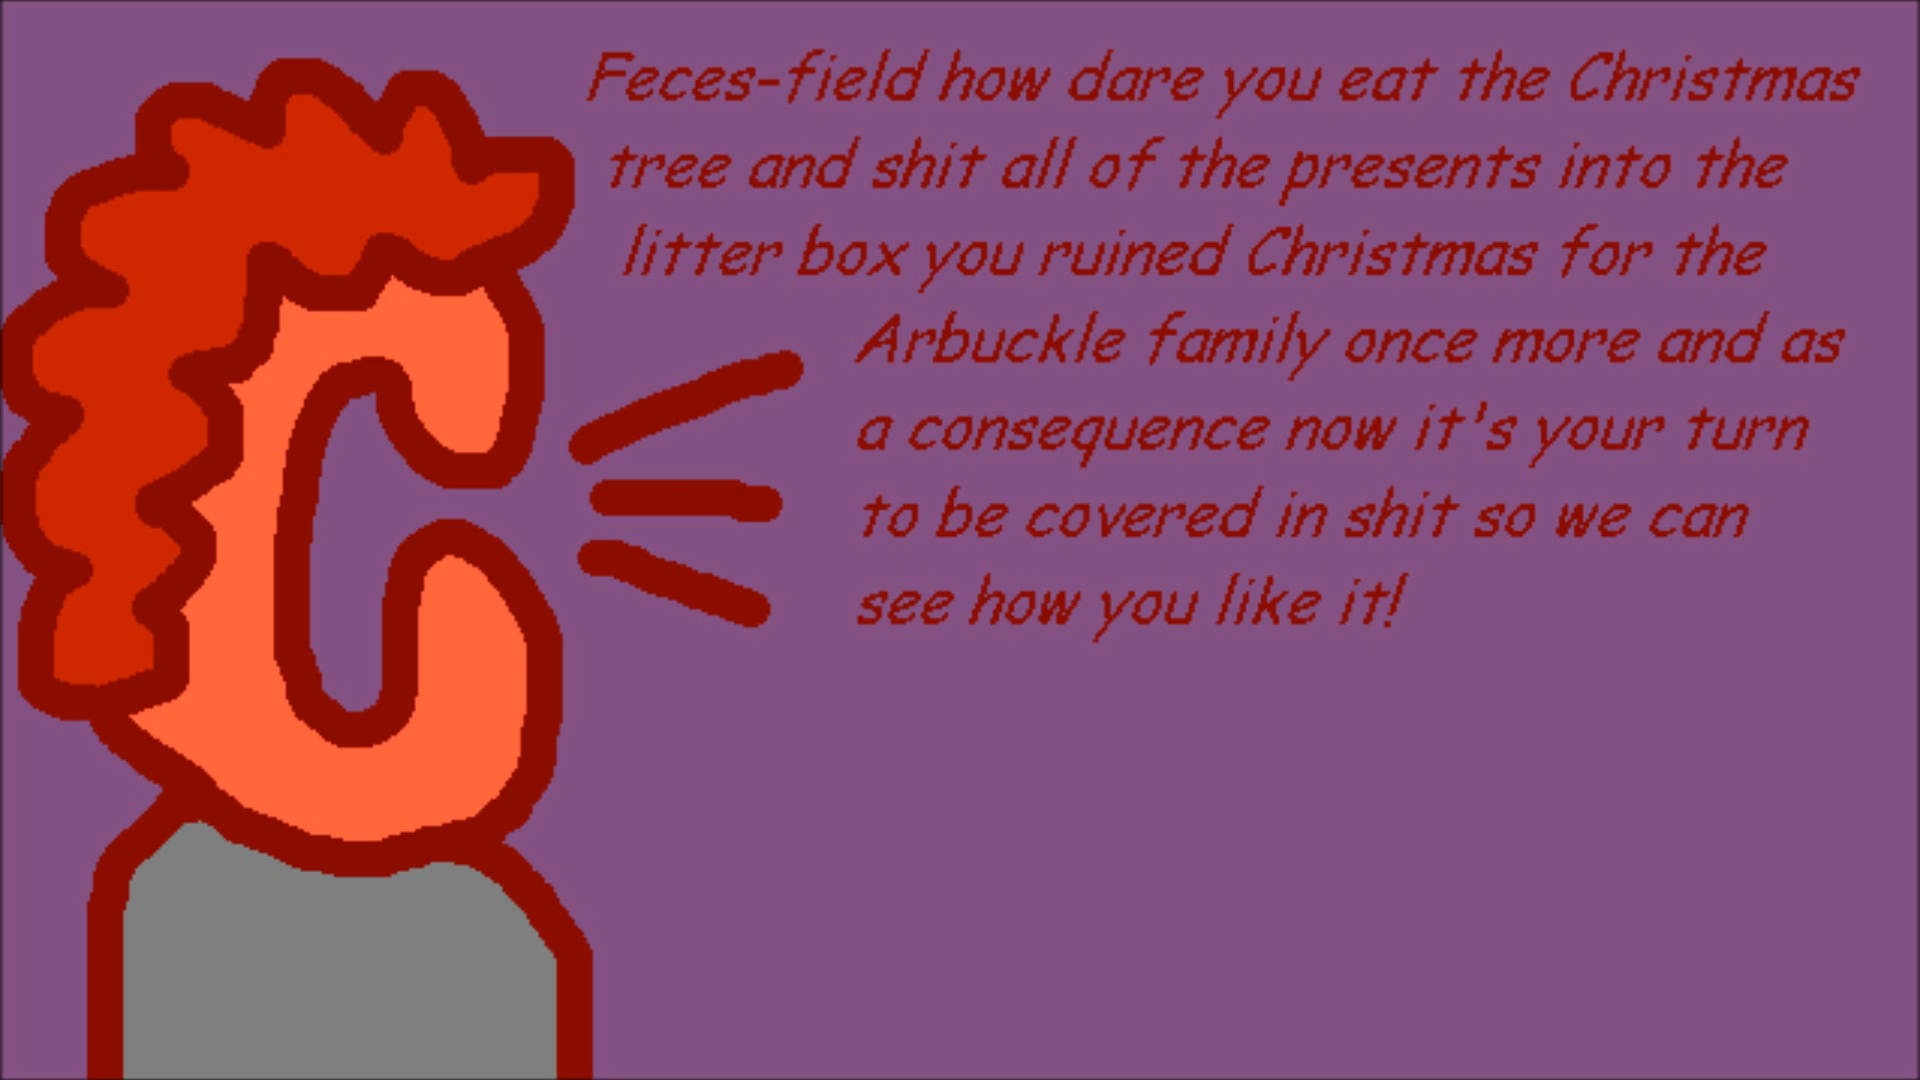 Feces-field how dare you eat the Christmas
tree and shit all of the presents into the
litter box you ruined Christmas for the
Arbuckle family once more and as
a consequence now it's your turn
to be covered in shit so we can
see how you like it!